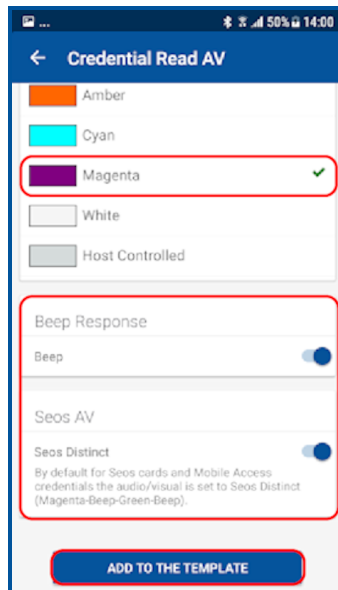 ... 50% 14:00
Credential Read AV
Amber
Cyan
Magenta
White
Host Controlled
Beep Response
Beep
Seos AV
Seos Distinct
By default for Seos cards and Mobile Access
credentials the audio/visual is set to Seos Distinct
(Magenta-Beep-Green-Beep).
ADD TO THE TEMPLATE